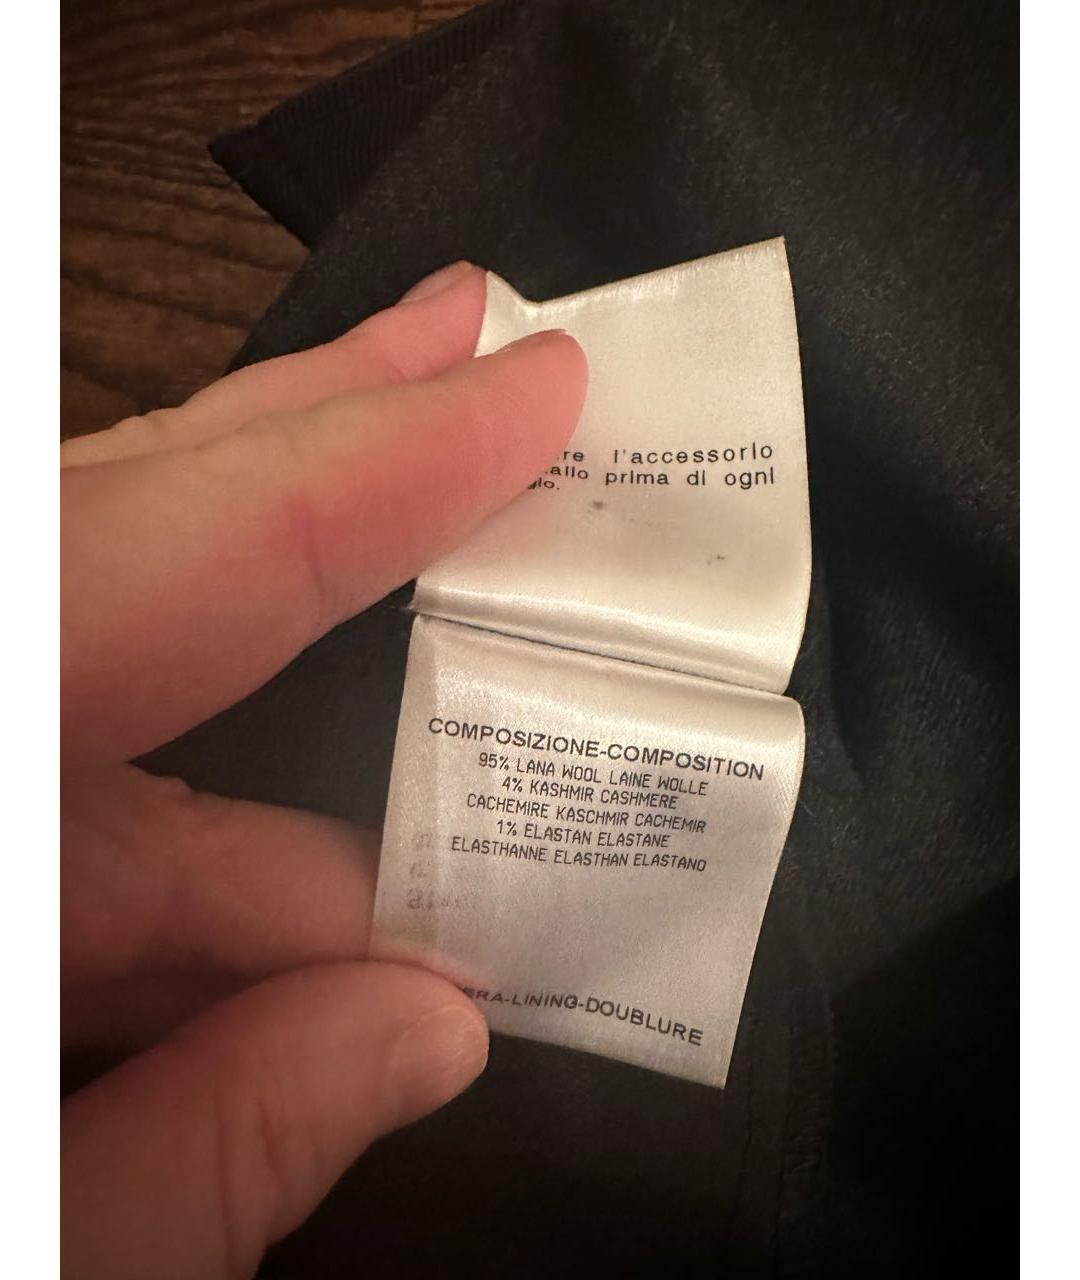 l'accessorio
prima di ogni
COMPOSIZIONE-COMPOSITION
95% LANA WOOL LAINE WOLLE
4% KASHMIR CASHMERE
CACHEMIRE KASCHMIR CACHEMIR
1% ELASTAN ELASTANE
ELASTHANNE ELASTHAN ELASTANO
LINING-DOUBLURE